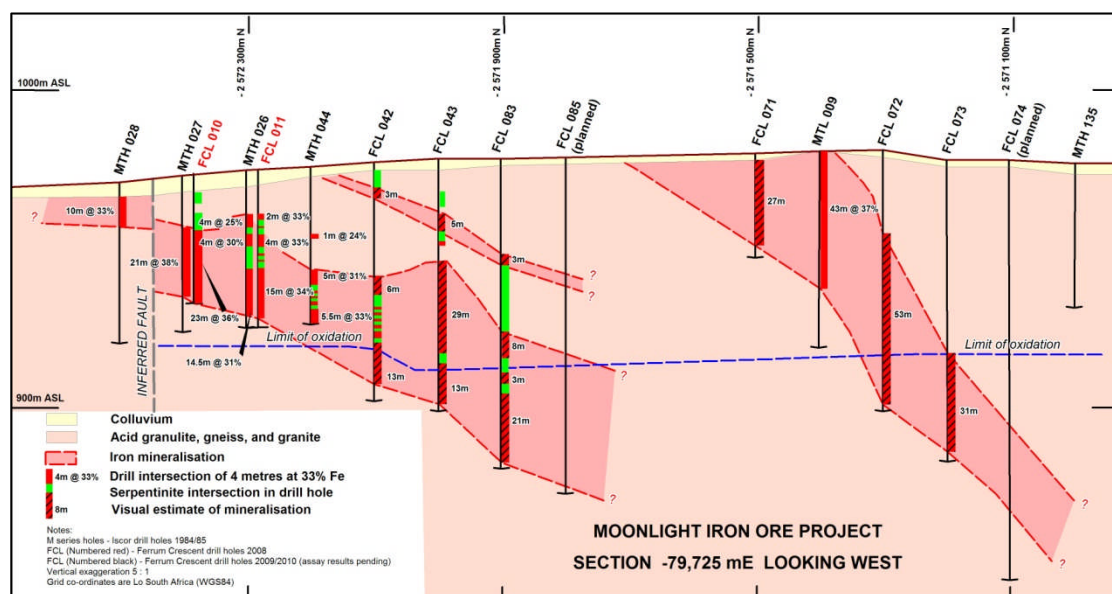 - 2 572 300m N
- 2 571 900m N
- 2 571 500m N
- 2 571 100m N
1000m ASL
MTH 028
MTH 027
FCL 010
MTH 026
FCL 011
MTH 044
FCL 042
FCL 043
FCL 083
FCL 085
(planned)
FCL 071
MTL 009
FCL 072
FCL 073
FCL 074
(planned)
MTH 135
10m @ 33%
?
21m @ 38%
4m @ 25%
4m @ 30%
23m @ 36%
14.5m @ 31%
2m @ 33%
4m @ 33%
15m @ 34%
1m @ 24%
5m @ 31%
5.5m @ 33%
3m
6m
13m
5m
29m
13m
3m
8m
3m
21m
?
?
?
?
27m
43m @ 37%
53m
31m
?
?
INFERRED FAULT
Limit of oxidation
Limit of oxidation
900m ASL
Colluvium
Acid granulite, gneiss, and granite
Iron mineralisation
4m @ 33% Drill intersection of 4 metres at 33% Fe
Serpentinite intersection in drill hole
8m Visual estimate of mineralisation
Notes:
M series holes - Iscor drill holes 1984/85
FCL (Numbered red) - Ferrum Crescent drill holes 2008
FCL (Numbered black) - Ferrum Crescent drill holes 2009/2010 (assay results pending)
Vertical exaggeration 5 : 1
Grid co-ordinates are Lo South Africa (WGS84)
MOONLIGHT IRON ORE PROJECT
SECTION -79,725 mE LOOKING WEST